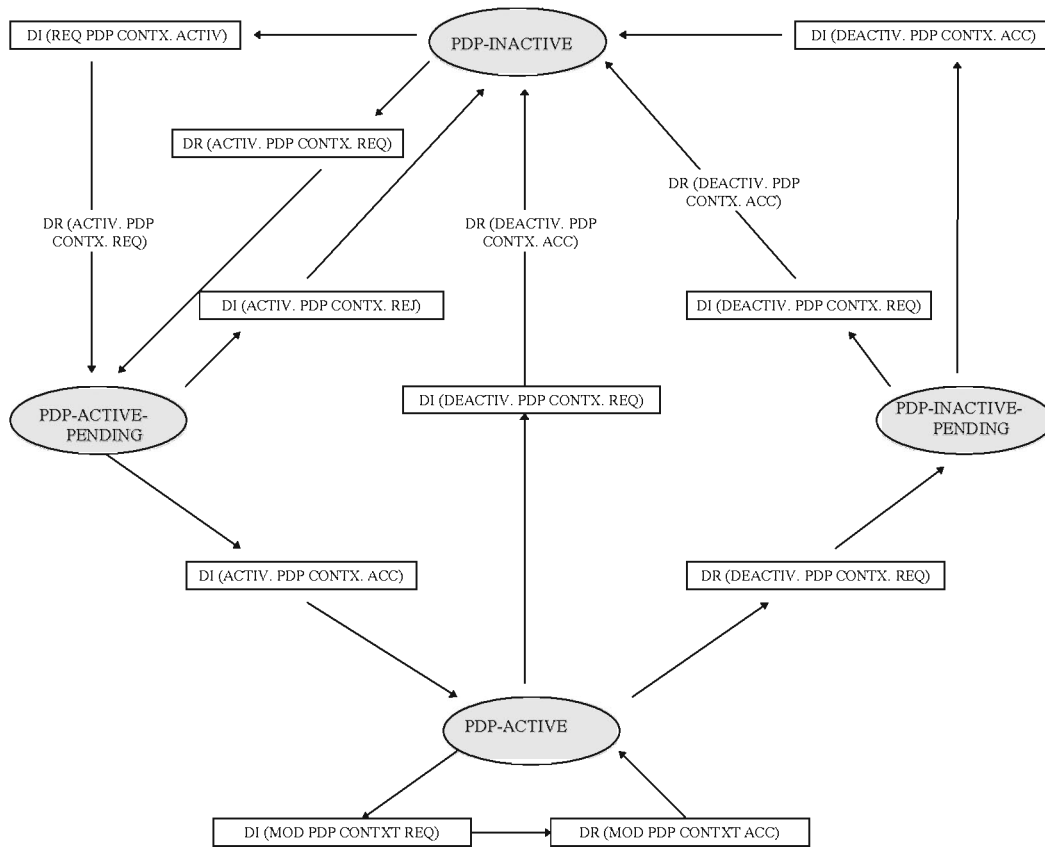 DI (REQ PDP CONTX. ACTIV)
PDP-INACTIVE
DI (DEACTIV. PDP CONTX. ACC)
DR (ACTIV. PDP CONTX. REQ)
DR (DEACTIV. PDP
CONTX. ACC)
DR (ACTIV. PDP
CONTX. REQ)
DR (DEACTIV. PDP
CONTX. ACC)
DI (ACTIV. PDP CONTX. REJ)
DI (DEACTIV. PDP CONTX. REQ)
PDP-ACTIVE-
PENDING
DI (DEACTIV. PDP CONTX. REQ)
PDP-INACTIVE-
PENDING
DI (ACTIV. PDP CONTX. ACC)
DR (DEACTIV. PDP CONTX. REQ)
PDP-ACTIVE
DI (MOD PDP CONTXT REQ)
DR (MOD PDP CONTXT ACC)